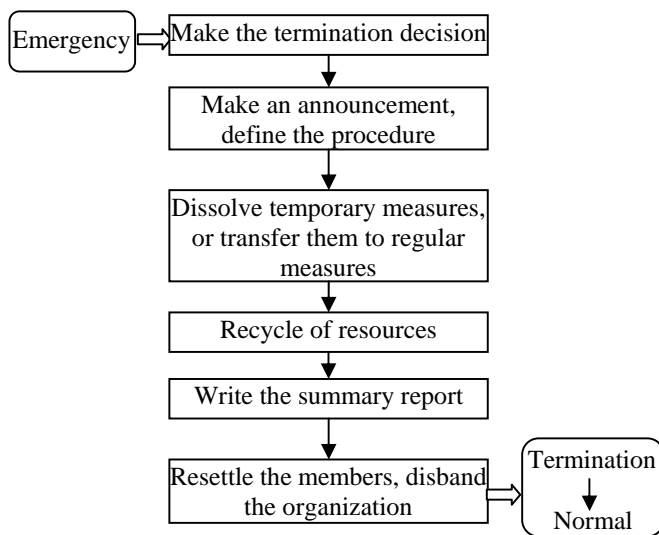 Emergency
Make the termination decision
Make an announcement,
define the procedure
Dissolve temporary measures,
or transfer them to regular
measures
Recycle of resources
Write the summary report
Resettle the members, disband
the organization
Termination
Normal